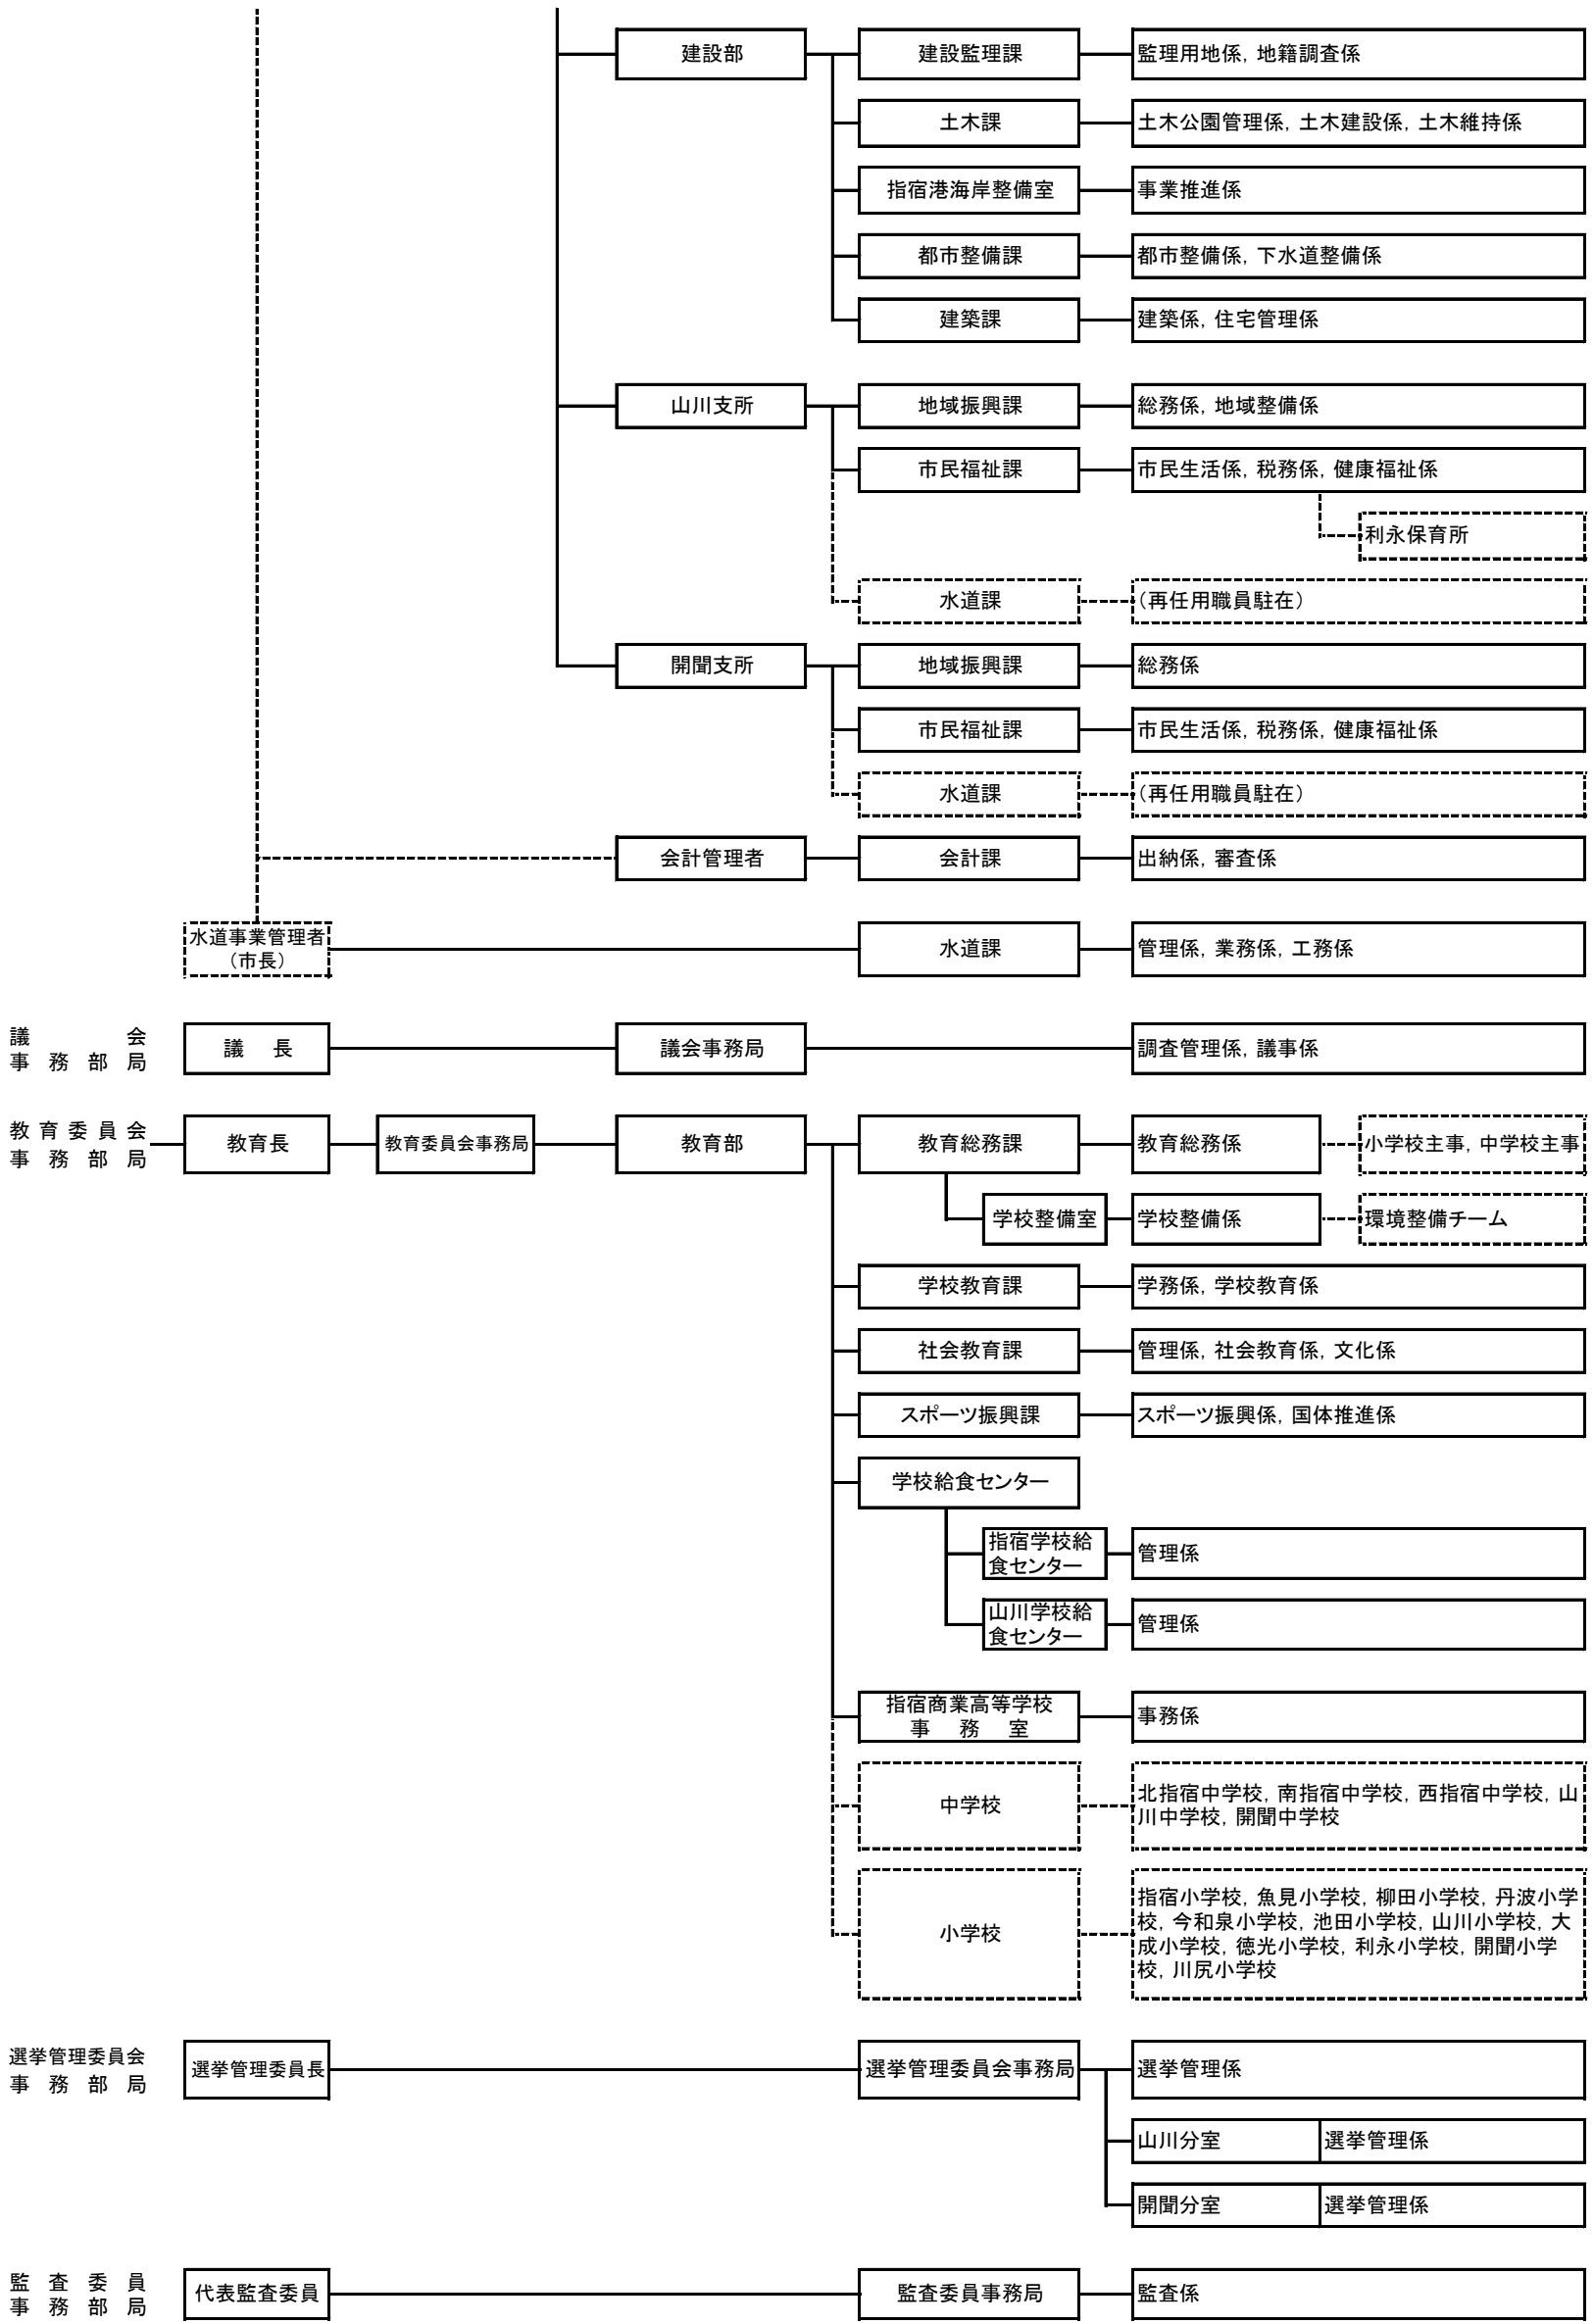 建設部 建設監理課 監理用地係, 地籍調査係
土木課 土木公園管理係, 土木建設係, 土木維持係
指宿港海岸整備室 事業推進係
都市整備課 都市整備係, 下水道整備係
建築課 建築係, 住宅管理係
山川支所 地域振興課 総務係, 地域整備係
市民福祉課 市民生活係, 税務係, 健康福祉係
利永保育所
水道課 （再任用職員駐在）
開聞支所 地域振興課 総務係
市民福祉課 市民生活係, 税務係, 健康福祉係
水道課 （再任用職員駐在）
会計管理者 会計課 出納係, 審査係
水道事業管理者
（市長）
水道課 管理係, 業務係, 工務係
議会
事務部局
議長 議会事務局 調査管理係, 議事係
教育委員会
事務部局
教育長 教育委員会事務局 教育部 教育総務課 教育総務係 小学校主事, 中学校主事
学校整備室 学校整備係 環境整備チーム
学校教育課 学務係, 学校教育係
社会教育課 管理係, 社会教育係, 文化係
スポーツ振興課 スポーツ振興係, 国体推進係
学校給食センター
指宿学校給
食センター
管理係
山川学校給
食センター
管理係
指宿商業高等学校
事務室
事務係
中学校
北指宿中学校, 南指宿中学校, 西指宿中学校, 山
川中学校, 開聞中学校
小学校
指宿小学校, 魚見小学校, 柳田小学校, 丹波小学
校, 今和泉小学校, 池田小学校, 山川小学校, 大
成小学校, 徳光小学校, 利永小学校, 開聞小学
校, 川尻小学校
選挙管理委員会
事務部局
選挙管理委員長 選挙管理委員会事務局 選挙管理係
山川分室 選挙管理係
開聞分室 選挙管理係
監査委員
事務部局
代表監査委員 監査委員事務局 監査係